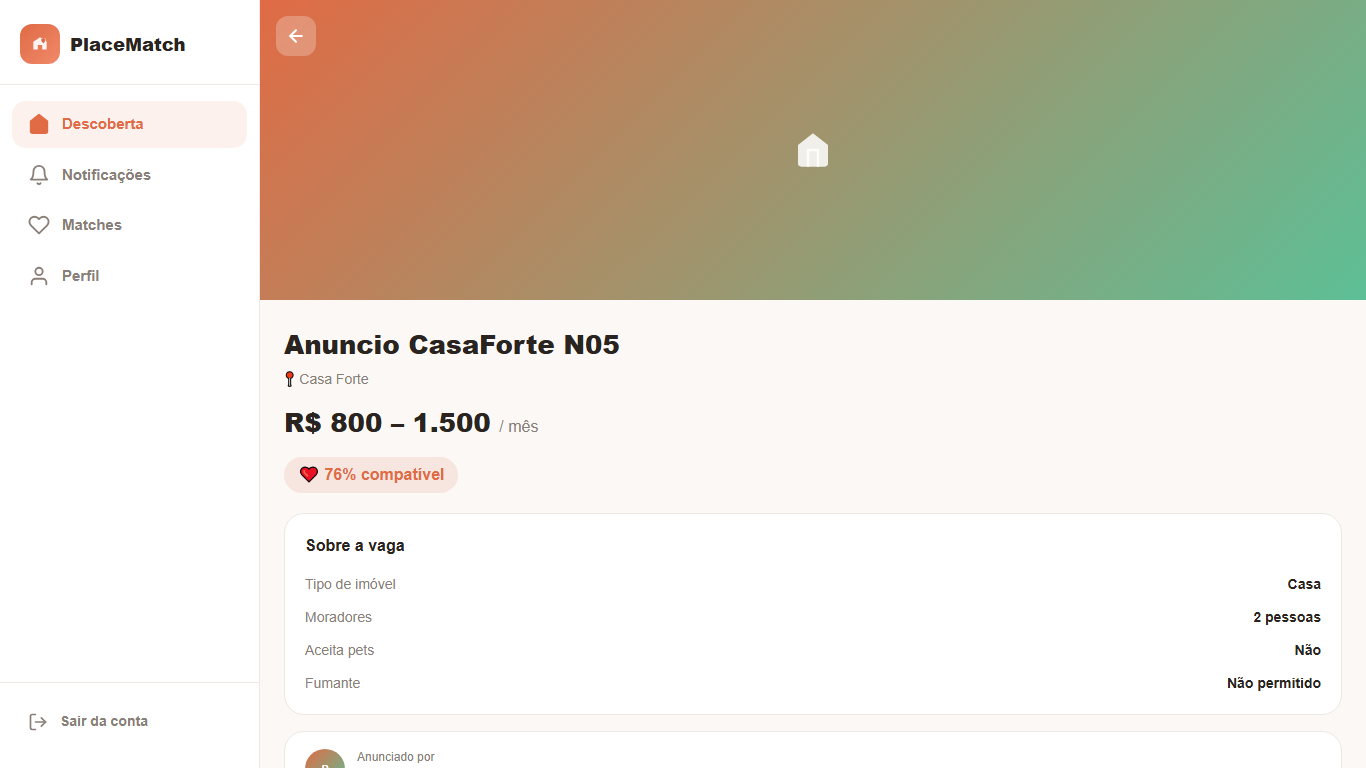 PlaceMatch
Descoberta
Notificações
Matches
Perfil
Sair da conta
Anuncio CasaForte N05
Casa Forte
R$ 800 – 1.500 / mês
76% compatível
Sobre a vaga
Tipo de imóvel Casa
Moradores 2 pessoas
Aceita pets Não
Fumante Não permitido
Anunciado por